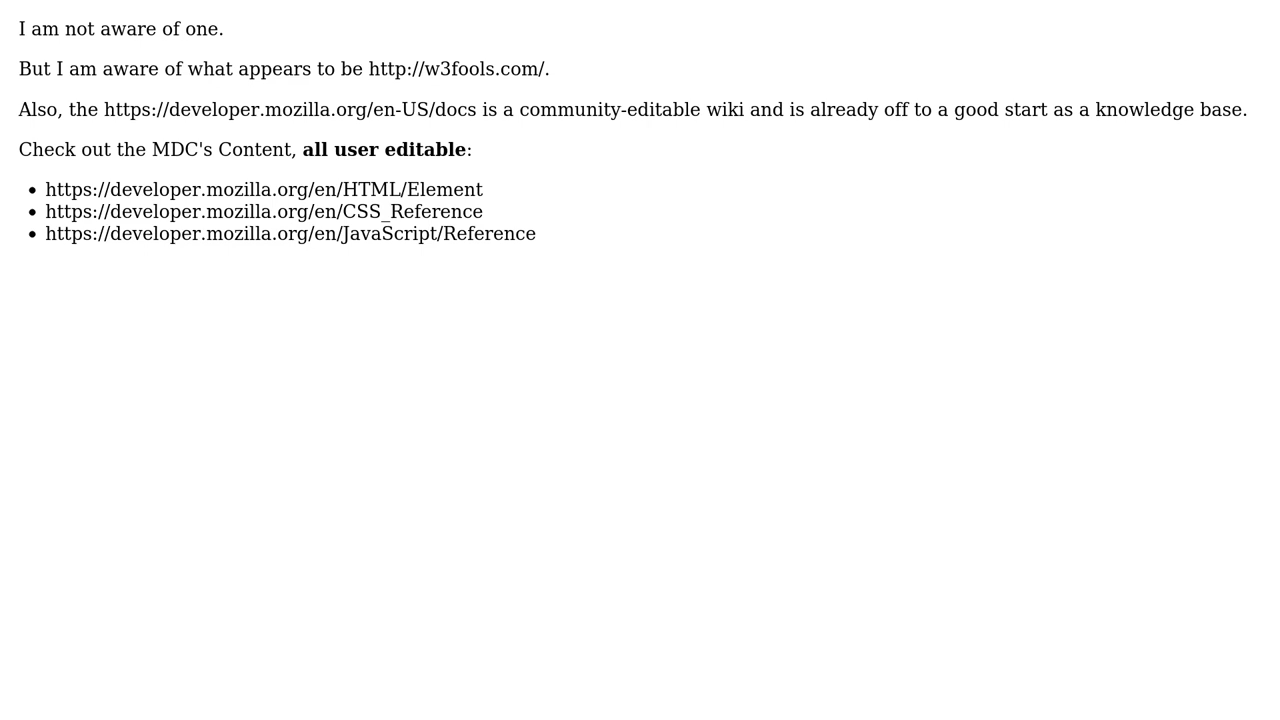 I am not aware of one.
But I am aware of what appears to be http://w3fools.com/.
Also, the https://developer.mozilla.org/en-US/docs is a community-editable wiki and is already off to a good start as a knowledge base.
Check out the MDC's Content, all user editable:
• https://developer.mozilla.org/en/HTML/Element
• https://developer.mozilla.org/en/CSS_Reference
• https://developer.mozilla.org/en/JavaScript/Reference